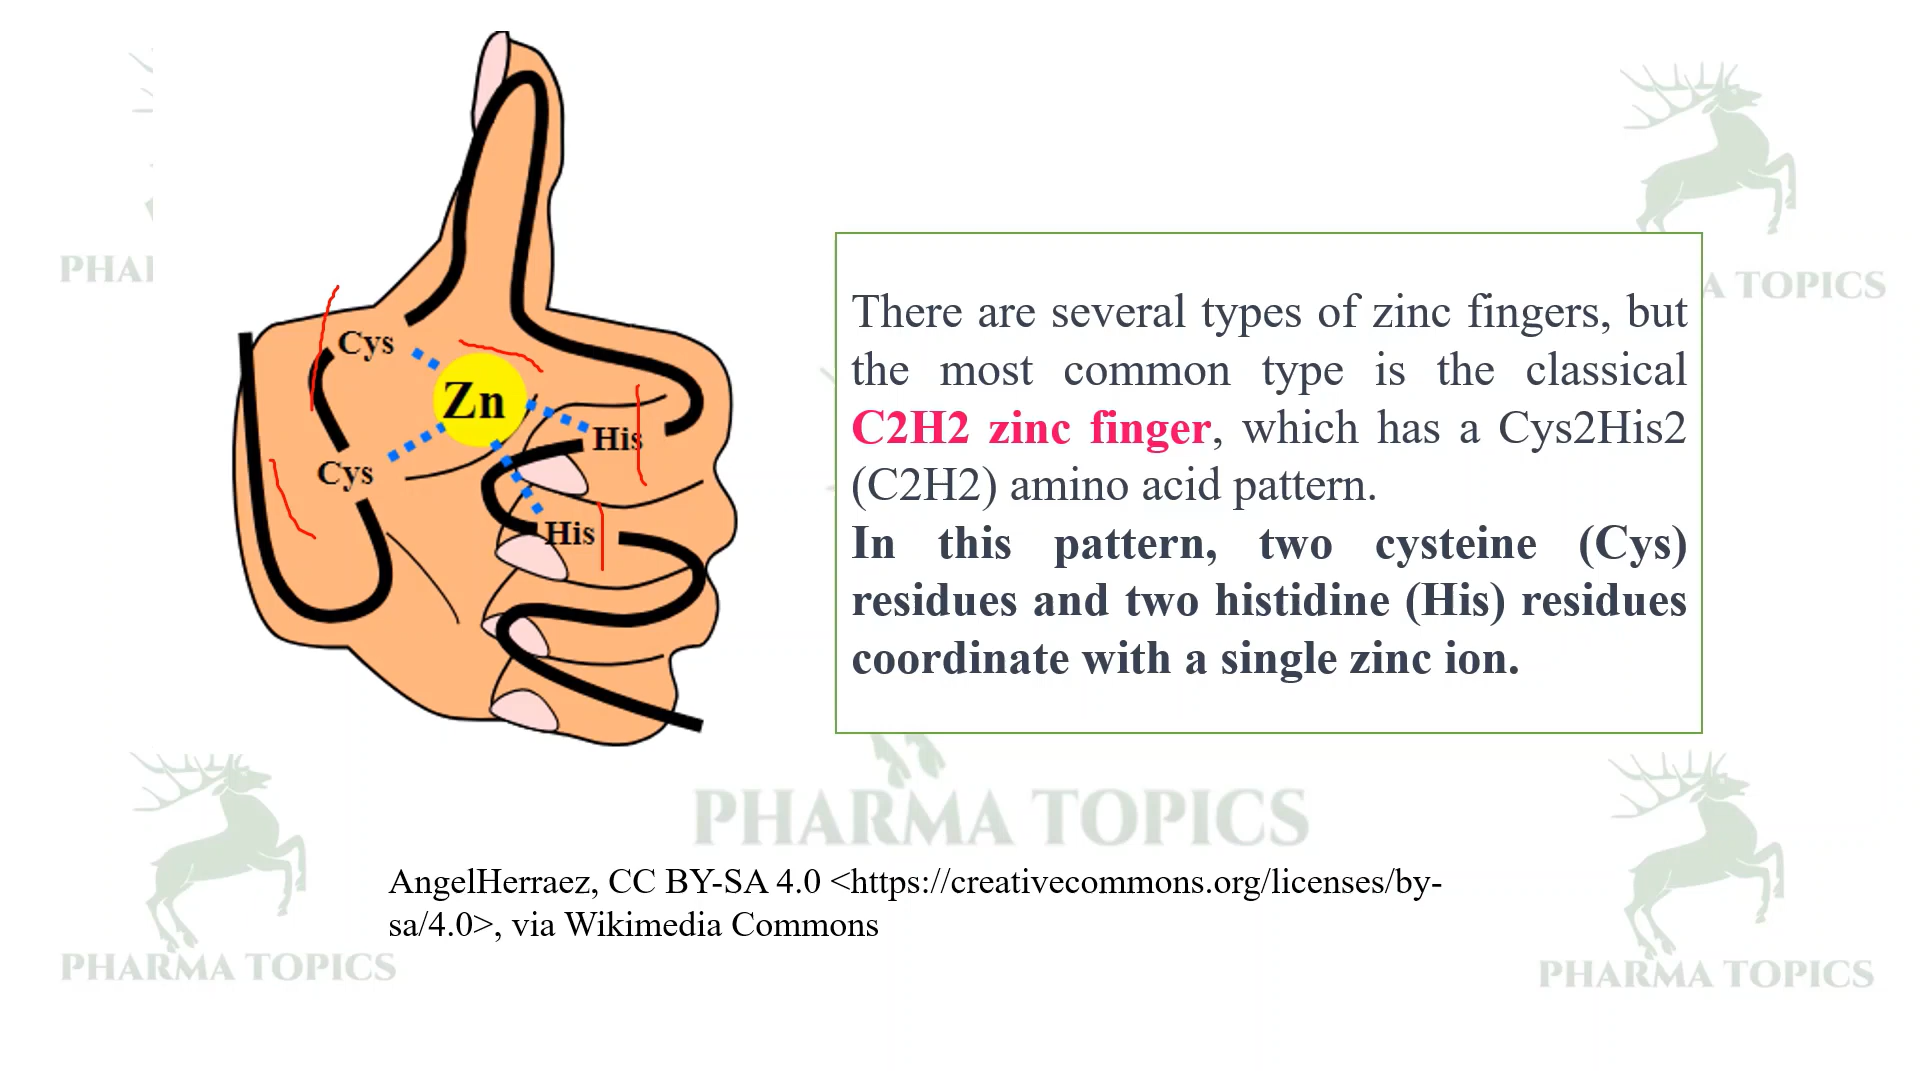 PHAI
Cys
Zn
His
Cys
His
A TOPICS
There are several types of zinc fingers, but
the most common type is the classical
C2H2 zinc finger, which has a Cys2His2
(C2H2) amino acid pattern.
In this pattern, two cysteine (Cys)
residues and two histidine (His) residues
coordinate with a single zinc ion.
PHARMA TOPICS
AngelHerraez, CC BY-SA 4.0 <https://creativecommons.org/licenses/by-
sa/4.0>, via Wikimedia Commons
PHARMA TOPICS
PHARMA TOPICS